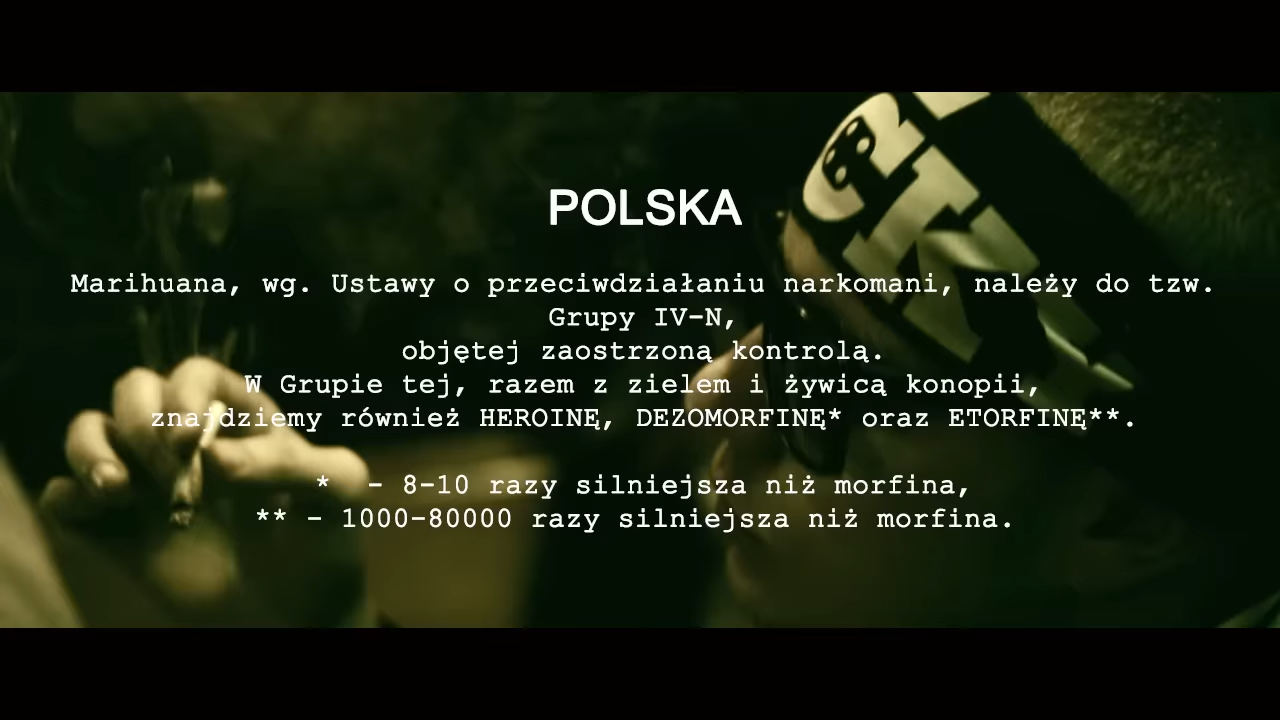 POLSKA
Marihuana, wg. Ustawy o przeciwdziałaniu narkomani, należy do tzw.
Grupy IV-N,
objętej zaostrzoną kontrolą.
W Grupie tej, razem z zielem i żywicą konopii,
znajdziemy również HEROINĘ, DEZOMORFINĘ* oraz ETORFINĘ**.
* - 8-10 razy silniejsza niż morfina,
** - 1000-80000 razy silniejsza niż morfina.